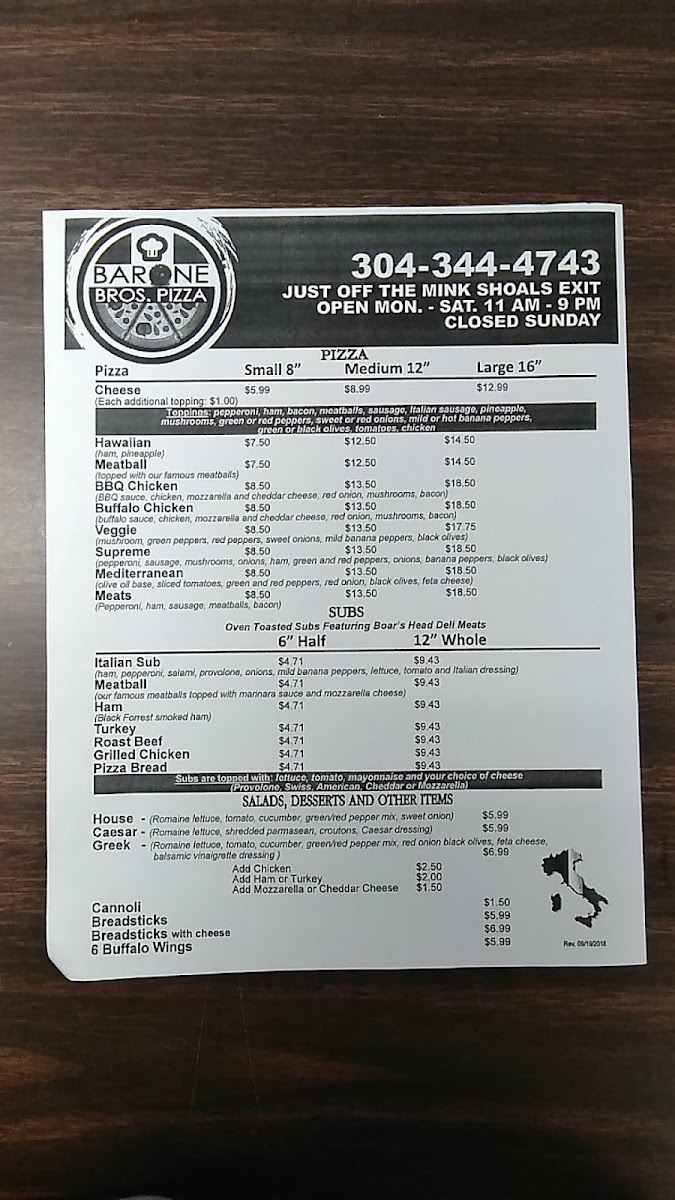 BARONE
BROS. PIZZA
304-344-4743
JUST OFF THE MINK SHOALS EXIT
OPEN MON. - SAT. 11 AM - 9 PM
CLOSED SUNDAY
PIZZA
Pizza Small 8" Medium 12" Large 16"
Cheese $5.99 $8.99 $12.99
(Each additional topping: $1.00)
Toppings: pepperoni, ham, bacon, meatballs, sausage, Italian sausage, pineapple,
mushrooms, green or red peppers, sweet or red onions, mild or hot banana peppers,
green or black olives, tomatoes, chicken
Hawaiian $7.50 $12.50 $14.50
(ham, pineapple)
Meatball $7.50 $12.50 $14.50
(topped with our famous meatballs)
BBQ Chicken $8.50 $13.50 $18.50
(BBQ sauce, chicken, mozzarella and cheddar cheese, red onion, mushrooms, bacon)
Buffalo Chicken $8.50 $13.50 $18.50
(buffalo sauce, chicken, mozzarella and cheddar cheese, red onion, mushrooms, bacon)
Veggie $8.50 $13.50 $17.75
(mushroom, green peppers, red peppers, sweet onions, mild banana peppers, black olives)
Supreme $8.50 $13.50 $18.50
(pepperoni, sausage, mushrooms, onions, ham, green and red peppers, onions, banana peppers, black olives)
Mediterranean $8.50 $13.50 $18.50
(olive oil base, sliced tomatoes, green and red peppers, red onion, black olives, feta cheese)
Meats $8.50 $13.50 $18.50
(Pepperoni, ham, sausage, meatballs, bacon)
SUBS
Oven Toasted Subs Featuring Boar's Head Deli Meats
6" Half 12" Whole
Italian Sub $4.71 $9.43
(ham, pepperoni, salami, provolone, onions, mild banana peppers, lettuce, tomato and Italian dressing)
Meatball $4.71 $9.43
(our famous meatballs topped with marinara sauce and mozzarella cheese)
Ham $4.71 $9.43
(Black Forrest smoked ham)
Turkey $4.71 $9.43
Roast Beef $4.71 $9.43
Grilled Chicken $4.71 $9.43
Pizza Bread $4.71 $9.43
Subs are topped with: lettuce, tomato, mayonnaise and your choice of cheese
(Provolone, Swiss, American, Cheddar or Mozzarella)
SALADS, DESSERTS AND OTHER ITEMS
House - (Romaine lettuce, tomato, cucumber, green/red pepper mix, sweet onion) $5.99
Caesar - (Romaine lettuce, shredded parmasean, croutons, Caesar dressing) $5.99
Greek - (Romaine lettuce, tomato, cucumber, green/red pepper mix, red onion black olives, feta cheese,
balsamic vinaigrette dressing ) $6.99
Add Chicken $2.50
Add Ham or Turkey $2.00
Add Mozzarella or Cheddar Cheese $1.50
Cannoli $1.50
Breadsticks $5.99
Breadsticks with cheese $6.99
6 Buffalo Wings $5.99
Rev. 09/19/2018